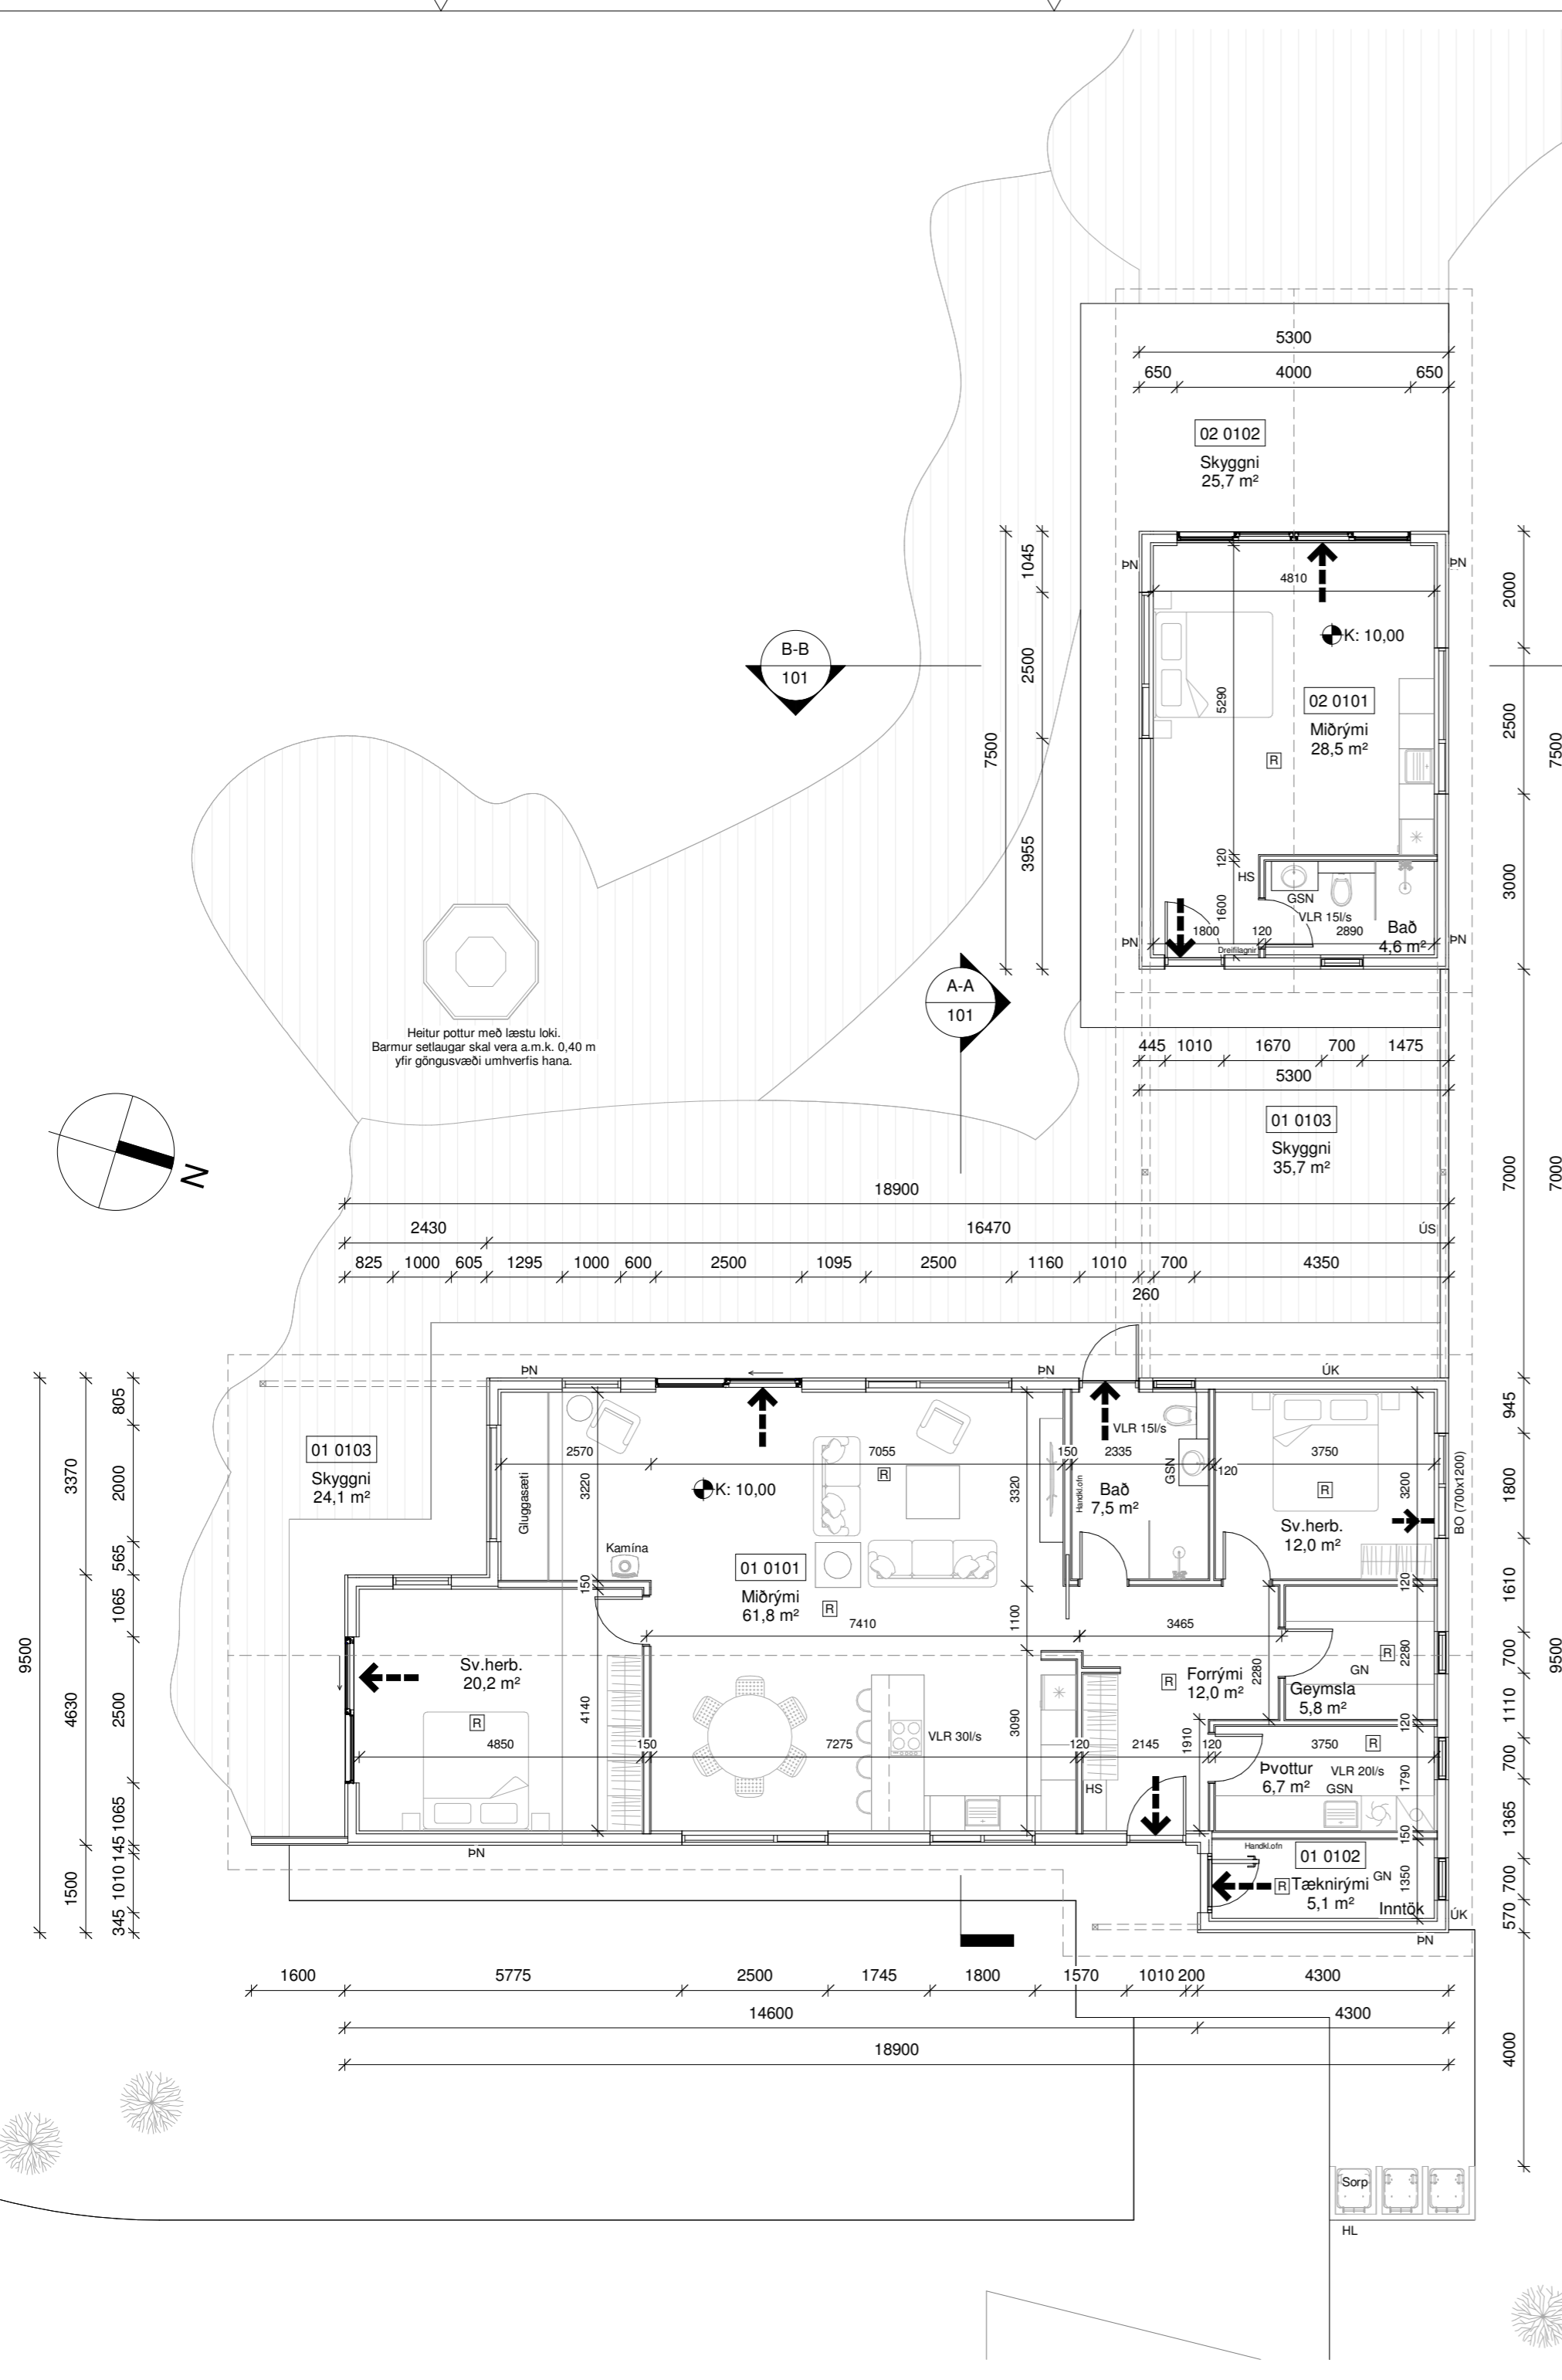 5300
650 4000 650
02 0102
Skyggni
25,7 m²
1045
2500
3955
7500
2000
2500
3000
7500
ÞN
ÞN
4810
K: 10,00
B-B
101
5290
02 0101
Miðrými
28,5 m²
R
120
HS
GSN
VLR 15l/s
1600
1800 120 2890
Bað
4,6 m²
Dreifilagnir
ÞN
ÞN
A-A
101
Heitur pottur með læstu loki.
Barmur setlaugar skal vera a.m.k. 0,40 m
yfir göngusvæði umhverfis hana.
445 1010 1670 700 1475
5300
01 0103
Skyggni
35,7 m²
N
7000
7000
18900
2430 16470
ÚS
825 1000 605 1295 1000 600 2500 1095 2500 1160 1010 700 4350
260
ÞN
ÞN
ÚK
9500
3370
4630
1500
805
2000
565
1065
2500
1065
145
1010
345
01 0103
Skyggni
24,1 m²
Gluggasæti
2570
7055
150
2335
120
3750
3220
3320
3200
K: 10,00
R
VLR 15l/s
GSN
Handkl.ofn
Bað
7,5 m²
R
Sv.herb.
12,0 m²
BO (700x1200)
Kamína
150
01 0101
Miðrými
61,8 m²
R
7410
1100
3465
120
Sv.herb.
20,2 m²
R
4140
4850
150
7275
3090
VLR 30l/s
120
2145
HS
R
Forrými
12,0 m²
2280
1910
R
2280
GN
Geymsla
5,8 m²
120
120
3750
R
Þvottur
6,7 m²
VLR 20l/s
GSN
1790
150
Handkl.ofn
01 0102
R
Tæknirými
5,1 m²
GN
1350
Inntök
ÚK
ÞN
ÞN
945
1800
1610
700
1110
700
1365
700
570
9500
4000
1600 5775 2500 1745 1800 1570 1010 200 4300
14600 4300
18900
Sorp
HL